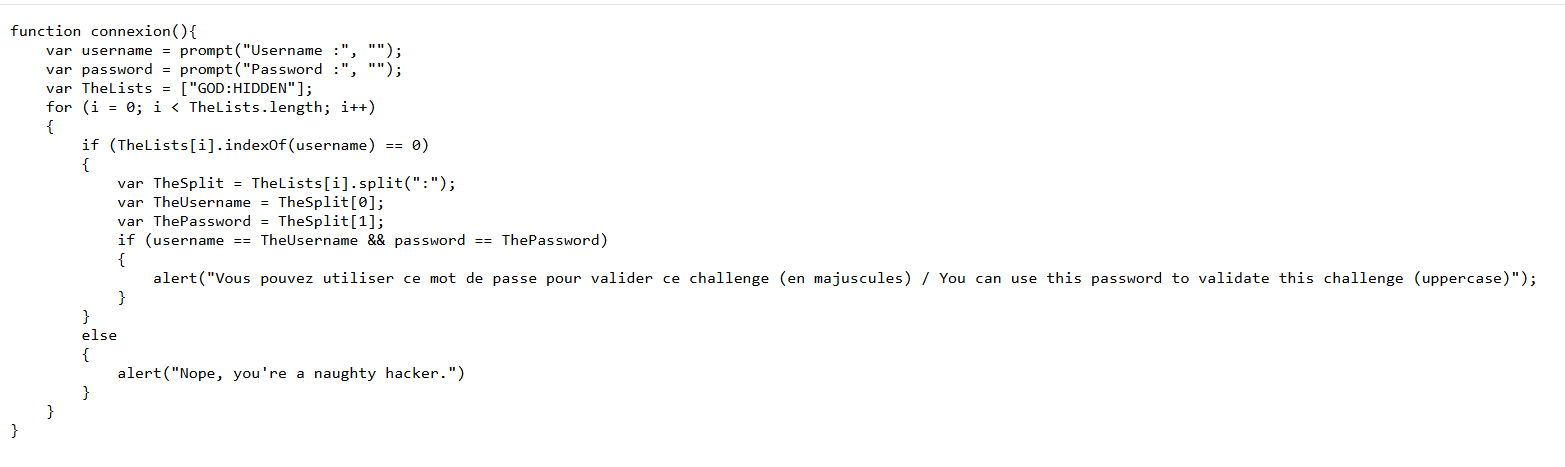 function connexion(){
    var username = prompt("Username :", "");
    var password = prompt("Password :", "");
    var TheLists = ["GOD:HIDDEN"];
    for (i = 0; i < TheLists.length; i++)
    {
        if (TheLists[i].indexOf(username) == 0)
        {
            var TheSplit = TheLists[i].split(":");
            var TheUsername = TheSplit[0];
            var ThePassword = TheSplit[1];
            if (username == TheUsername && password == ThePassword)
            {
                alert("Vous pouvez utiliser ce mot de passe pour valider ce challenge (en majuscules) / You can use this password to validate this challenge (uppercase)");
            }
        }
        else
        {
            alert("Nope, you're a naughty hacker.")
        }
    }
}